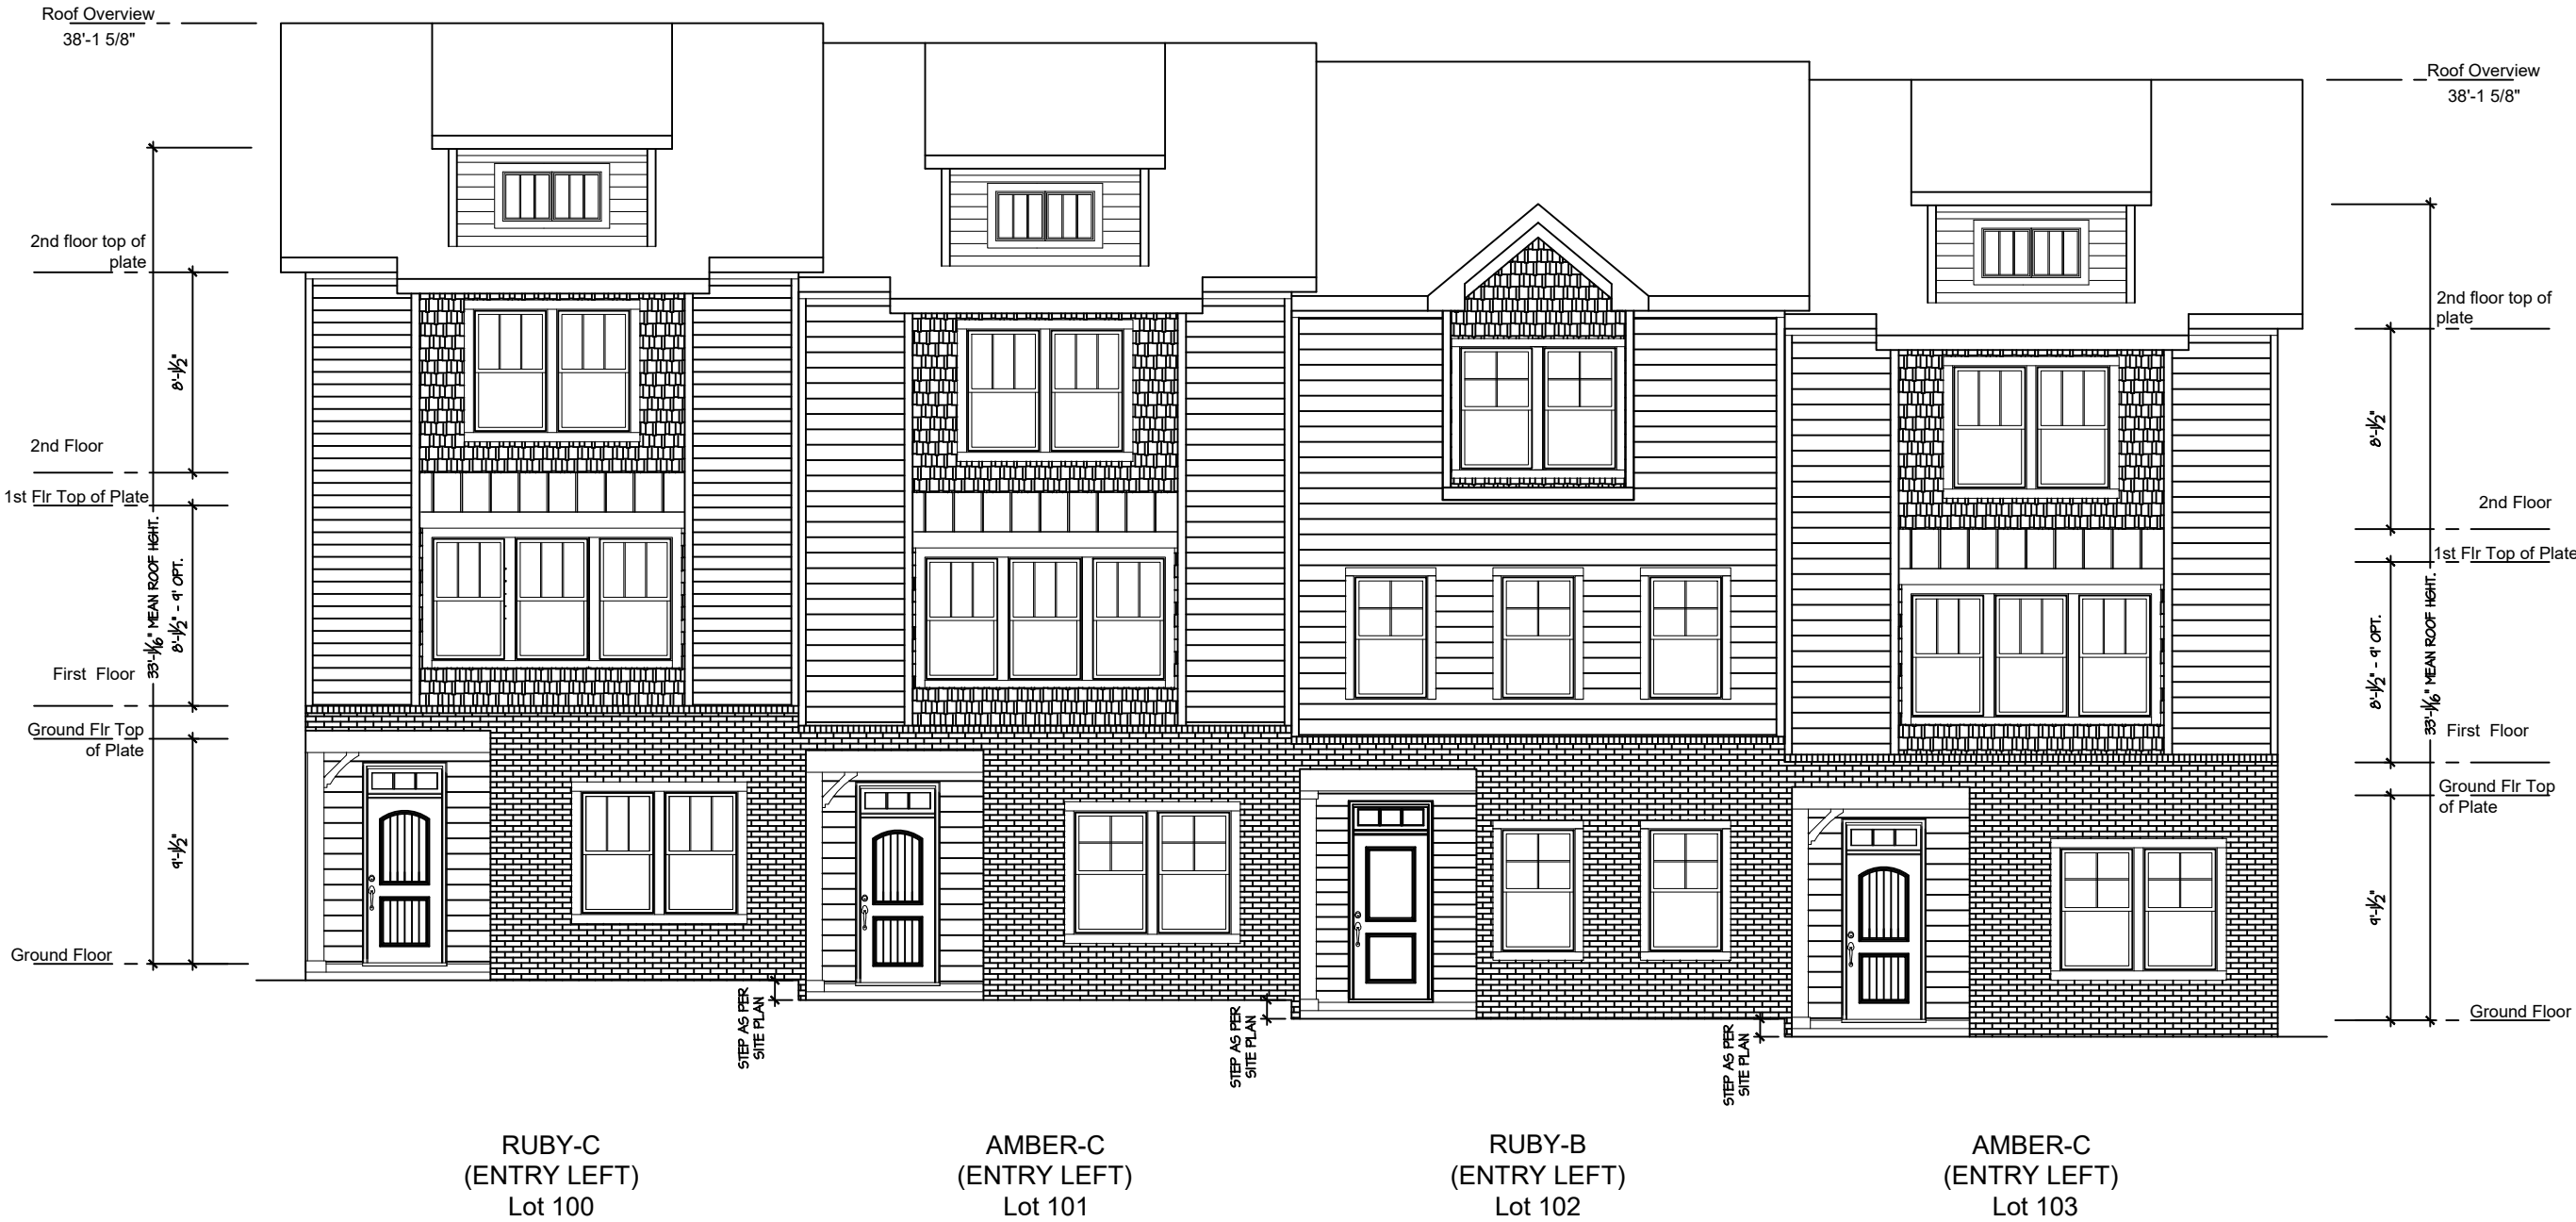 Roof Overview
38'-1 5/8"
2nd floor top of
plate
8'-1/2"
2nd Floor
1st Flr Top of Plate
33'-1/16" MEAN ROOF HGHT.
8'-1/2" - 9' OPT.
First Floor
Ground Flr Top
of Plate
9'-1/2"
Ground Floor
STEP AS PER
SITE PLAN
STEP AS PER
SITE PLAN
STEP AS PER
SITE PLAN
Roof Overview
38'-1 5/8"
2nd floor top of
plate
8'-1/2"
2nd Floor
1st Flr Top of Plate
33'-1/16" MEAN ROOF HGHT.
8'-1/2" - 9' OPT.
First Floor
Ground Flr Top
of Plate
9'-1/2"
Ground Floor
RUBY-C
(ENTRY LEFT)
Lot 100
AMBER-C
(ENTRY LEFT)
Lot 101
RUBY-B
(ENTRY LEFT)
Lot 102
AMBER-C
(ENTRY LEFT)
Lot 103